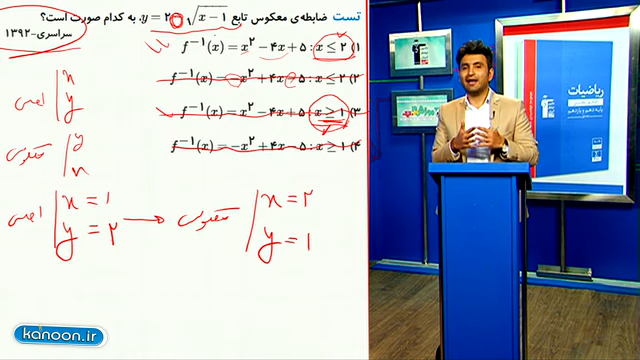 تست ضابطه‌ی معکوس تابع y = ۲ − √(x − ۱)، به کدام صورت است؟
سراسری-۱۳۹۲
۱) f⁻¹(x) = x² − ۴x + ۵ : x ≤ ۲
۲) f⁻¹(x) = −x² + ۴x − ۵ : x ≤ ۲
۳) f⁻¹(x) = x² − ۴x + ۵ : x ≥ ۱
۴) f⁻¹(x) = −x² + ۴x − ۵ : x ≥ ۱
اصلی x
y
معکوس y
x
اصلی x = ۱
y = ۲
معکوس x = ۲
y = ۱
ریاضیات
kanoon.ir